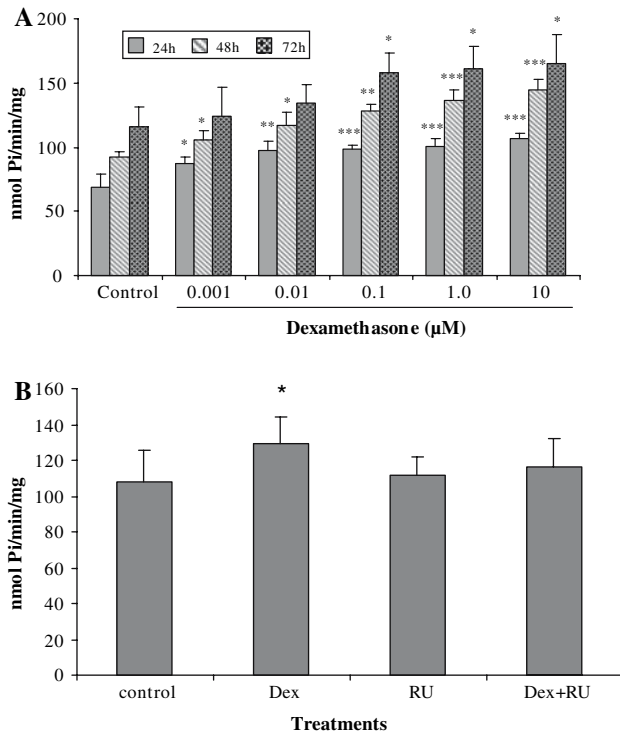 A
200
150
100
50
0
nmol Pi/min/mg
24h 48h 72h
* * ** * *** ** * *** *** * *** *** *
Control 0.001 0.01 0.1 1.0 10
Dexamethasone (µM)
B
160
140
120
100
80
60
40
20
0
nmol Pi/min/mg
*
control Dex RU Dex+RU
Treatments